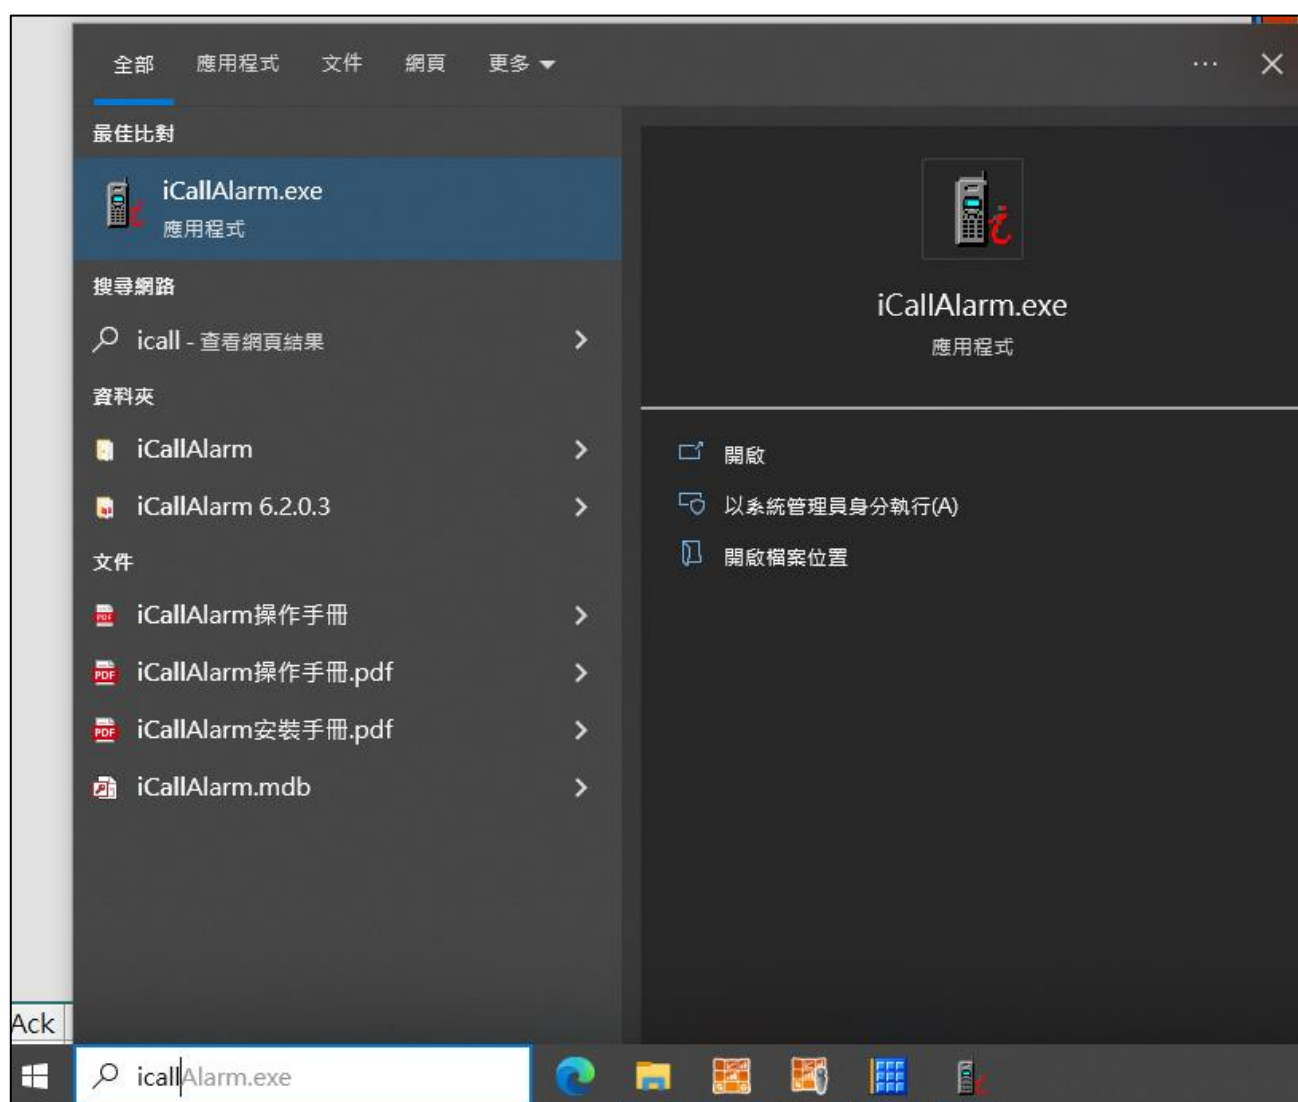 全部 應用程式 文件 網頁 更多
最佳比對
iCallAlarm.exe
應用程式
搜尋網路
icall - 查看網頁結果
資料夾
iCallAlarm
iCallAlarm 6.2.0.3
文件
iCallAlarm操作手冊
iCallAlarm操作手冊.pdf
iCallAlarm安裝手冊.pdf
iCallAlarm.mdb
iCallAlarm.exe
應用程式
開啟
以系統管理員身分執行(A)
開啟檔案位置
Ack
icallAlarm.exe